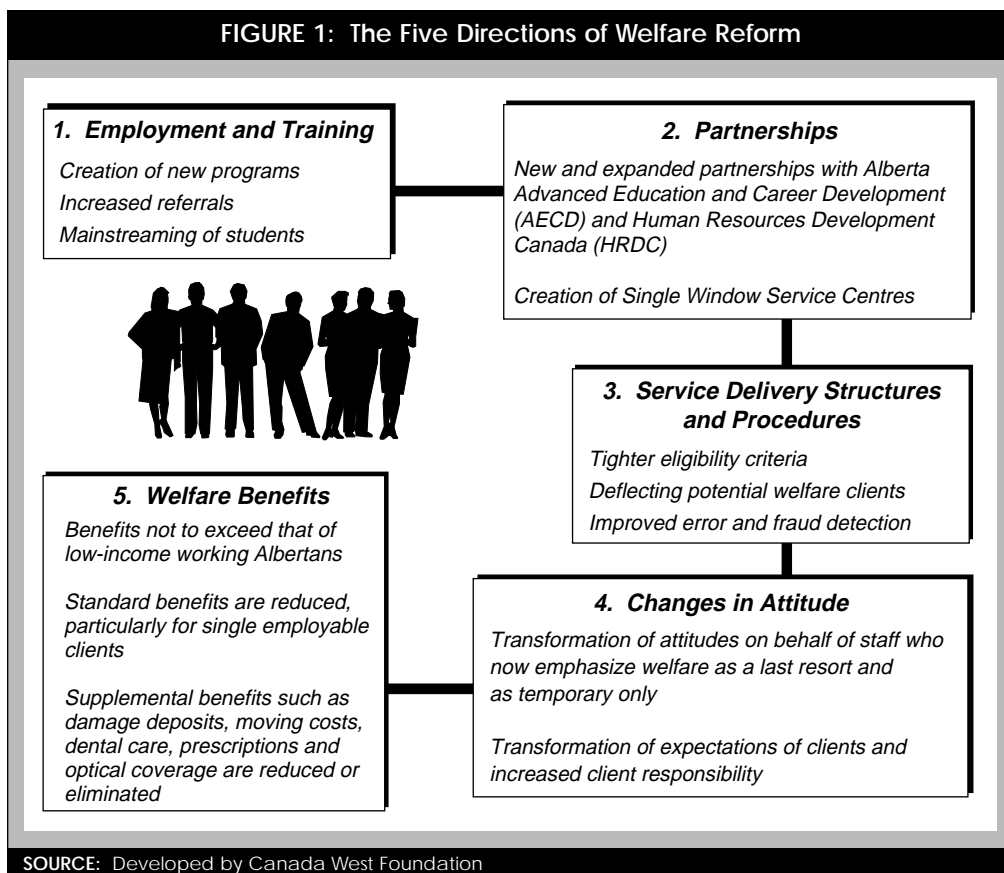 FIGURE 1: The Five Directions of Welfare Reform
1. Employment and Training
Creation of new programs
Increased referrals
Mainstreaming of students
2. Partnerships
New and expanded partnerships with Alberta
Advanced Education and Career Development
(AECD) and Human Resources Development
Canada (HRDC)
Creation of Single Window Service Centres
3. Service Delivery Structures
and Procedures
Tighter eligibility criteria
Deflecting potential welfare clients
Improved error and fraud detection
4. Changes in Attitude
Transformation of attitudes on behalf of staff who
now emphasize welfare as a last resort and
as temporary only
Transformation of expectations of clients and
increased client responsibility
5. Welfare Benefits
Benefits not to exceed that of
low-income working Albertans
Standard benefits are reduced,
particularly for single employable
clients
Supplemental benefits such as
damage deposits, moving costs,
dental care, prescriptions and
optical coverage are reduced or
eliminated
SOURCE: Developed by Canada West Foundation